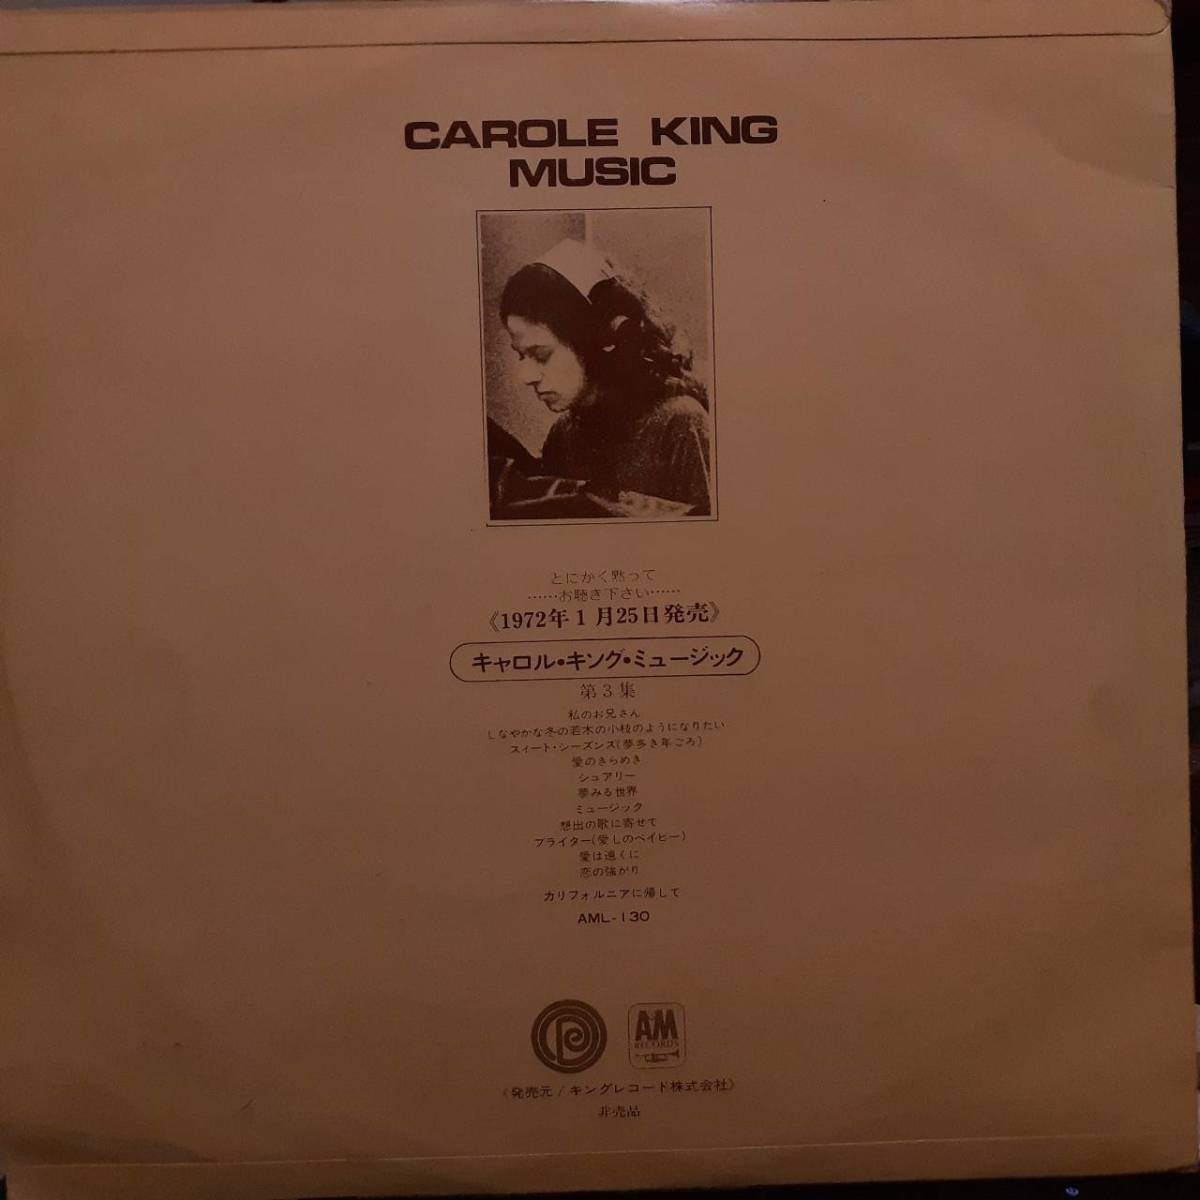 CAROLE KING
MUSIC
とにかく黙って
……お聴き下さい……
《1972年1月25日発売》
キャロル・キング・ミュージック
第3集
私のお兄さん
しなやかな冬の若木の小枝のようになりたい
スィート・シーズンズ(夢多き年ごろ)
愛のきらめき
シュアリー
夢みる世界
ミュージック
想出の歌に寄せて
ブライター(愛しのベイビー)
愛は遠くに
恋の強がり
カリフォルニアに帰して
AML-130
A&M
RECORDS
(発売元/キングレコード株式会社)
非売品